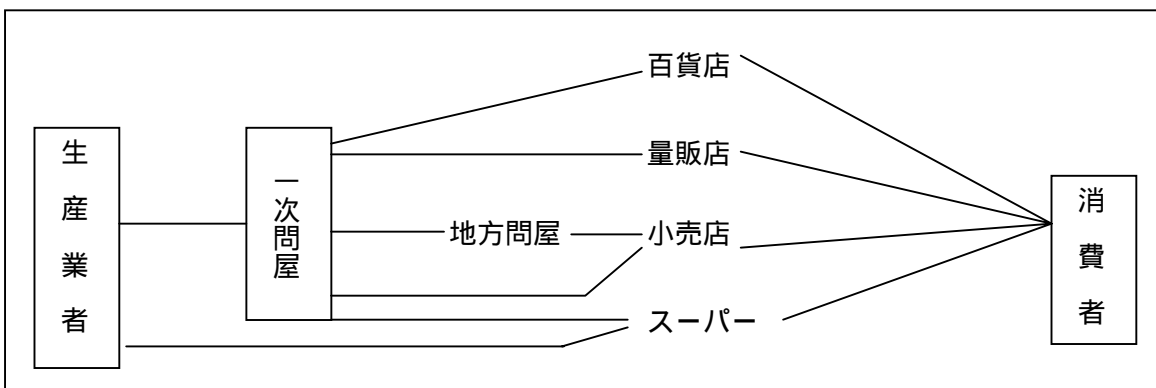 生産業者
一次問屋
百貨店
量販店
地方問屋
小売店
スーパー
消費者